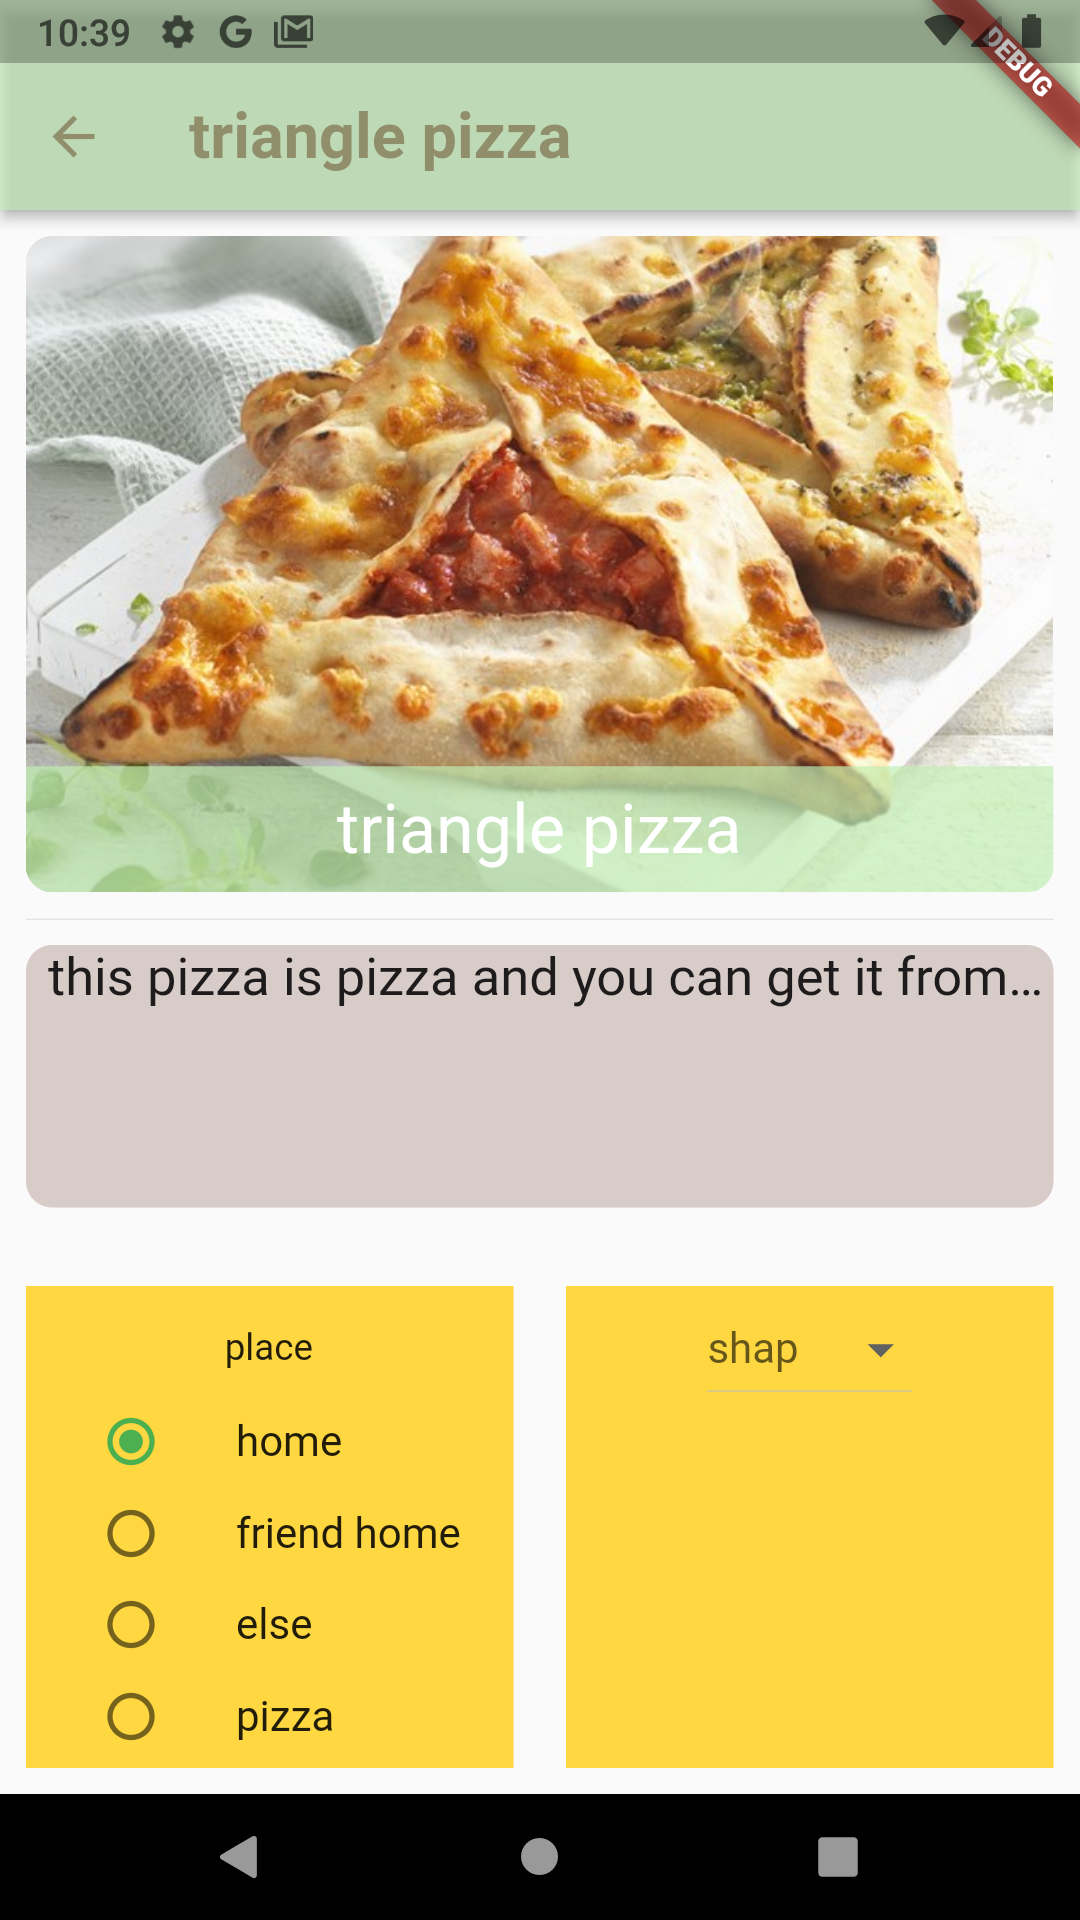 10:39
DEBUG
triangle pizza
triangle pizza
this pizza is pizza and you can get it from...
place
shap
home
friend home
else
pizza